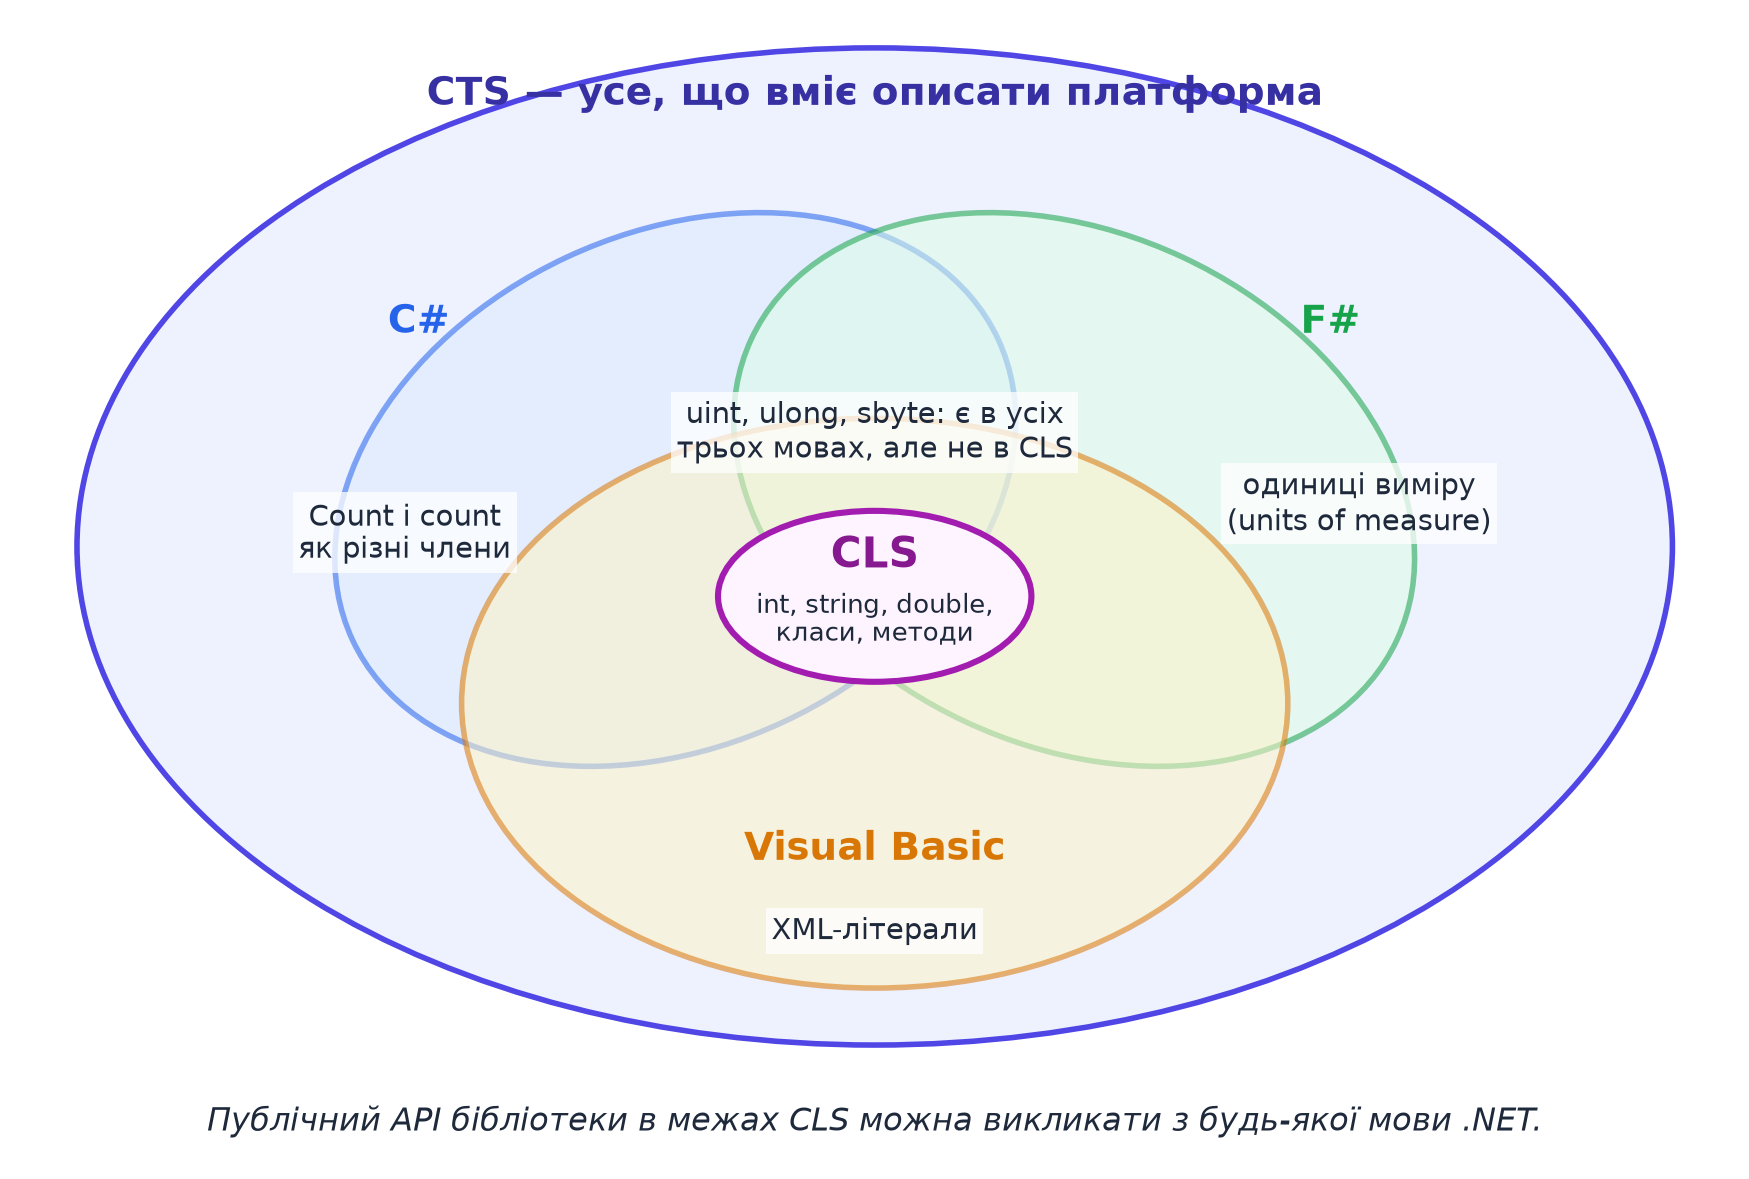 CTS — усе, що вміє описати платформа
C#
F#
uint, ulong, sbyte: є в усіх
трьох мовах, але не в CLS
одиниці виміру
(units of measure)
Count і count
як різні члени
CLS
int, string, double,
класи, методи
Visual Basic
XML-літерали
Публічний API бібліотеки в межах CLS можна викликати з будь-якої мови .NET.